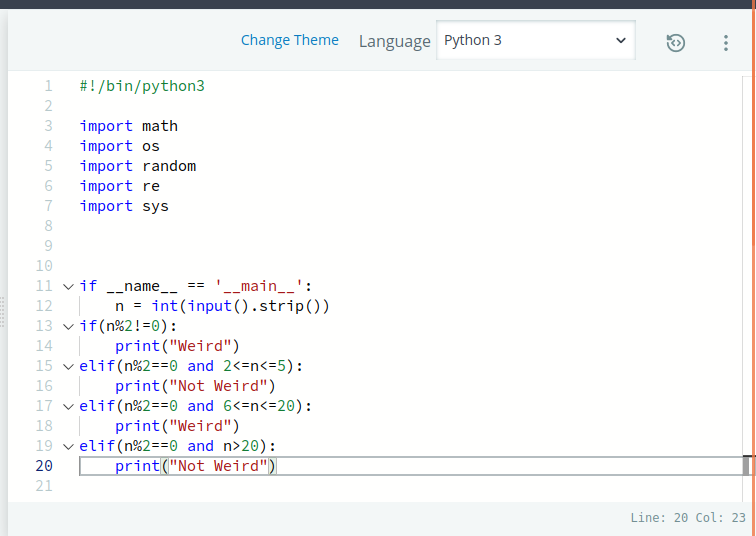 Change Theme Language Python 3
1 #!/bin/python3
2
3 import math
4 import os
5 import random
6 import re
7 import sys
8
9
10
11 if __name__ == '__main__':
12     n = int(input().strip())
13 if(n%2!=0):
14     print("Weird")
15 elif(n%2==0 and 2<=n<=5):
16     print("Not Weird")
17 elif(n%2==0 and 6<=n<=20):
18     print("Weird")
19 elif(n%2==0 and n>20):
20     print("Not Weird")
21
Line: 20 Col: 23